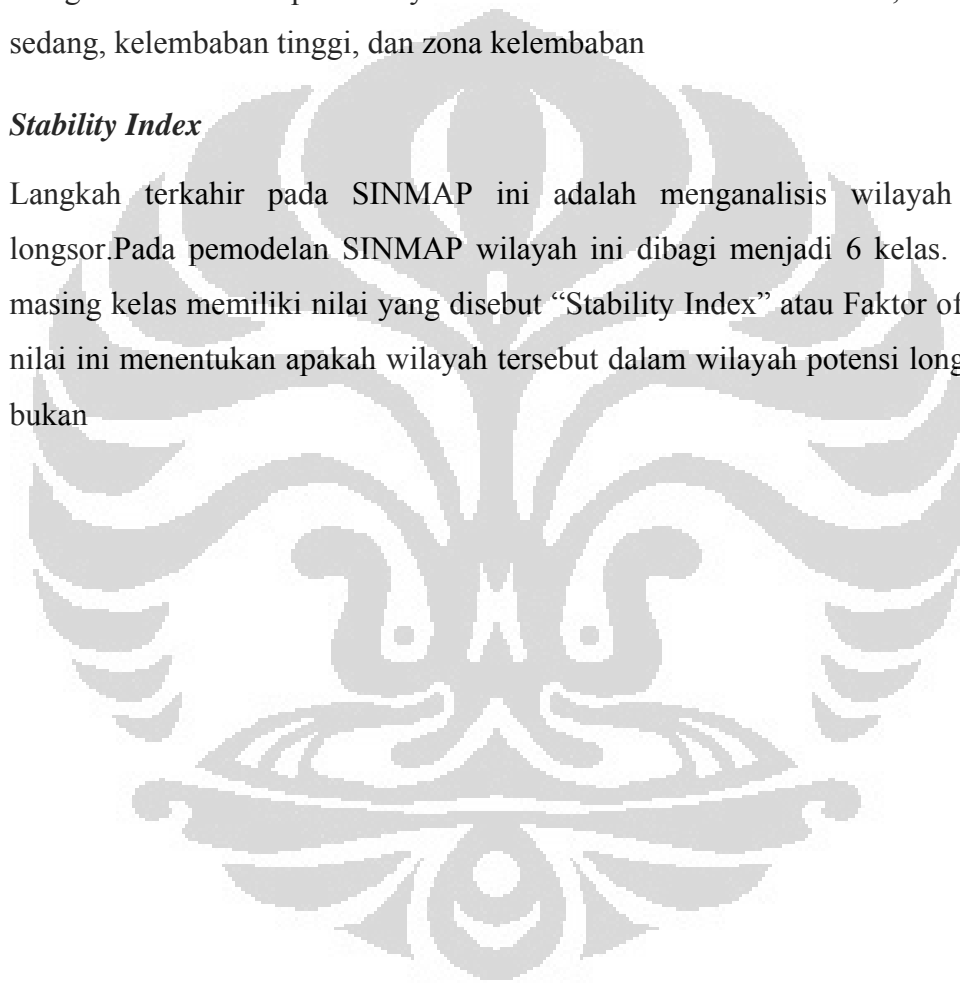 sedang, kelembaban tinggi, dan zona kelembaban
Stability Index
Langkah terkahir pada SINMAP ini adalah menganalisis wilayah
longsor.Pada pemodelan SINMAP wilayah ini dibagi menjadi 6 kelas.
masing kelas memiliki nilai yang disebut “Stability Index” atau Faktor of
nilai ini menentukan apakah wilayah tersebut dalam wilayah potensi long
bukan